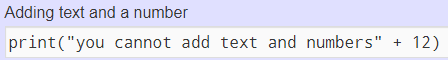 Adding text and a number
print("you cannot add text and numbers" + 12)